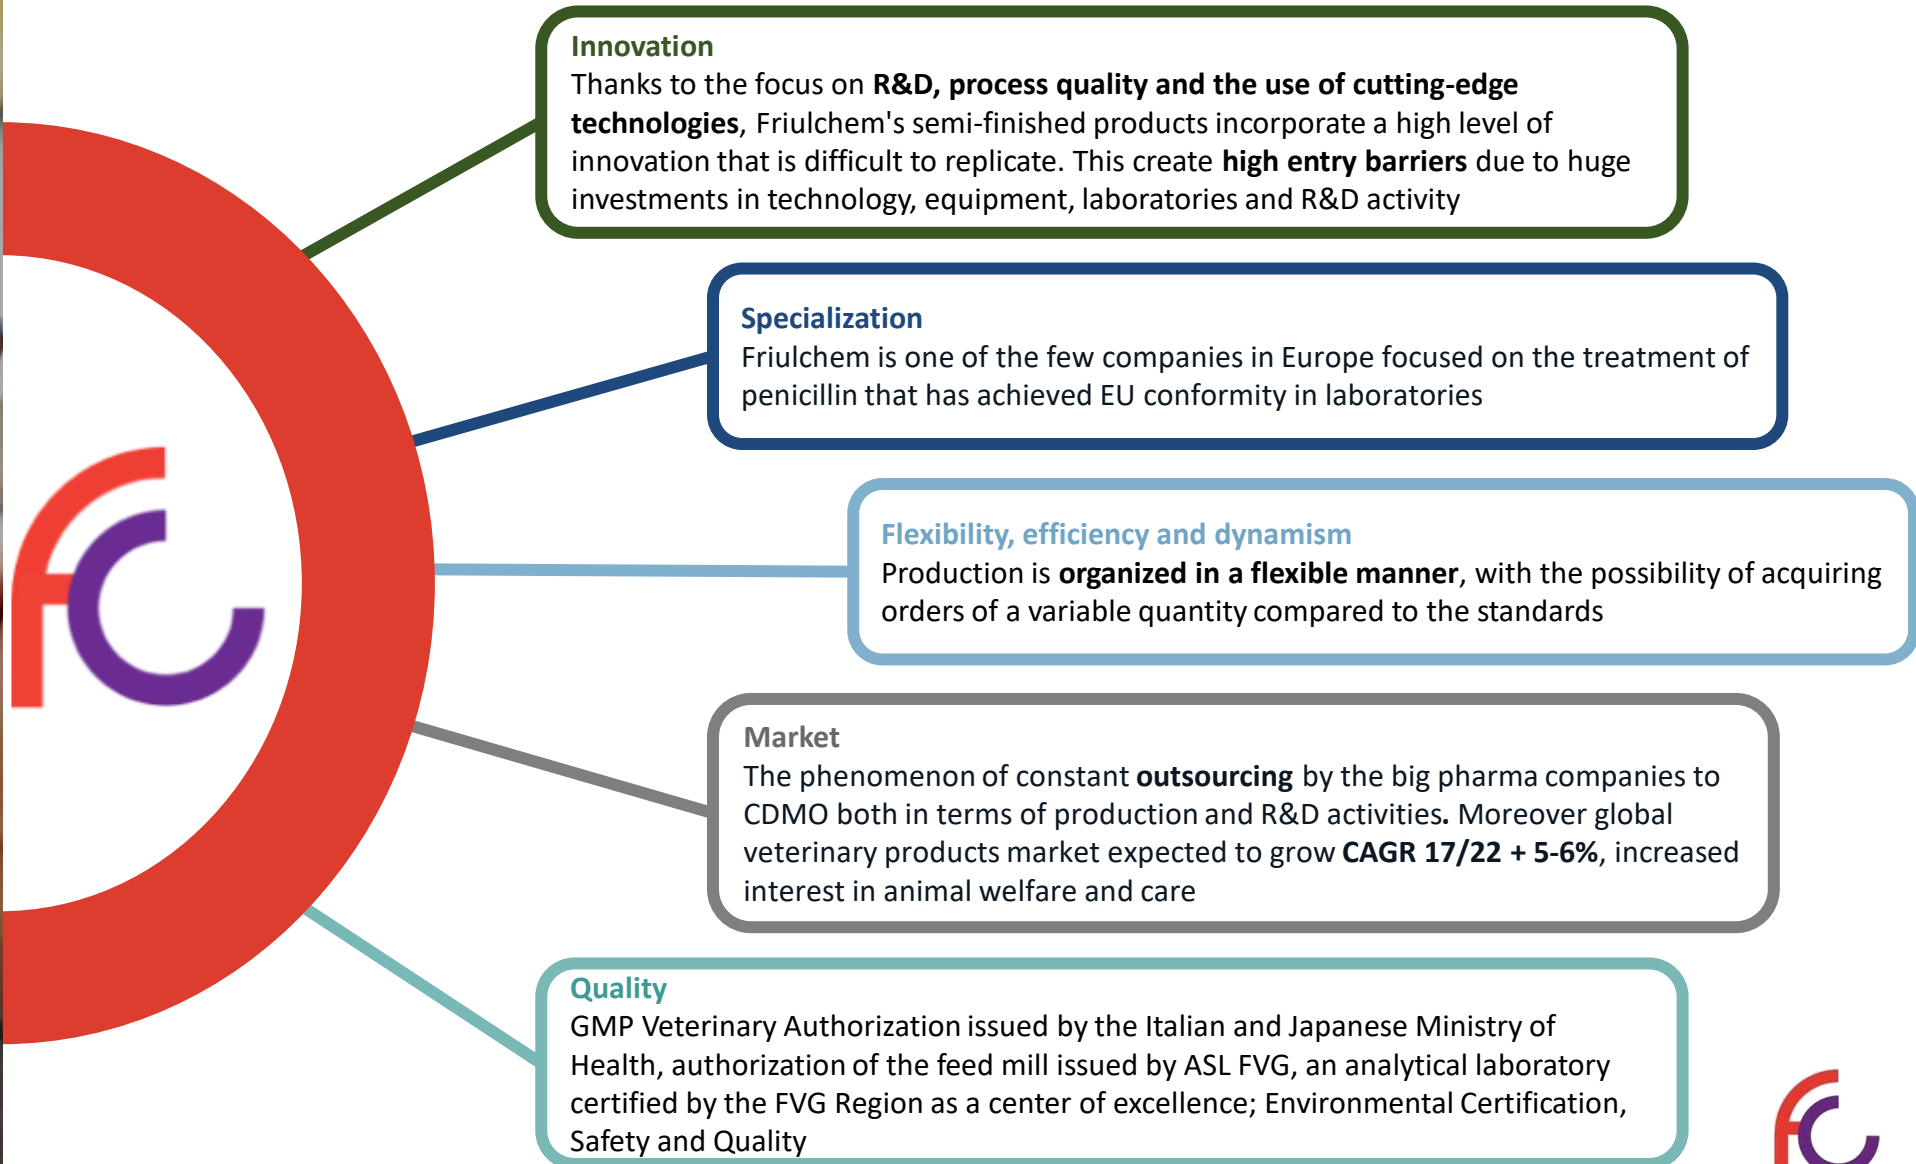 Innovation
Thanks to the focus on R&D, process quality and the use of cutting-edge
technologies, Friulchem's semi-finished products incorporate a high level of
innovation that is difficult to replicate. This create high entry barriers due to huge
investments in technology, equipment, laboratories and R&D activity
Specialization
Friulchem is one of the few companies in Europe focused on the treatment of
penicillin that has achieved EU conformity in laboratories
Flexibility, efficiency and dynamism
Production is organized in a flexible manner, with the possibility of acquiring
orders of a variable quantity compared to the standards
Market
The phenomenon of constant outsourcing by the big pharma companies to
CDMO both in terms of production and R&D activities. Moreover global
veterinary products market expected to grow CAGR 17/22 + 5-6%, increased
interest in animal welfare and care
Quality
GMP Veterinary Authorization issued by the Italian and Japanese Ministry of
Health, authorization of the feed mill issued by ASL FVG, an analytical laboratory
certified by the FVG Region as a center of excellence; Environmental Certification,
Safety and Quality